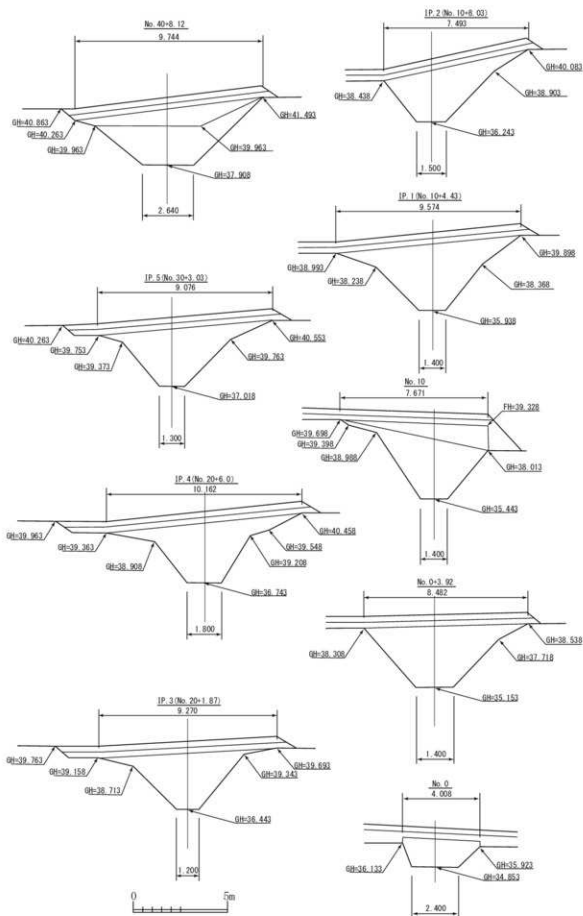 No.40+8.12
9.744
GH=40.863
GH=40.263
GH=39.963
GH=41.493
GH=39.963
GH=37.908
2.640
IP.5(No.30+3.03)
9.076
GH=40.263
GH=39.753
GH=39.373
GH=40.553
GH=39.763
GH=37.018
1.300
IP.4(No.20+6.0)
10.162
GH=39.963
GH=39.363
GH=38.908
GH=40.458
GH=39.548
GH=39.208
GH=36.743
1.800
IP.3(No.20+1.87)
9.270
GH=39.763
GH=39.158
GH=38.713
GH=39.693
GH=39.343
GH=36.443
1.200
0
5m
IP.2(No.10+8.03)
7.493
GH=38.438
GH=40.083
GH=38.903
GH=36.243
1.500
IP.1(No.10+4.43)
9.574
GH=38.993
GH=38.238
GH=39.898
GH=38.368
GH=35.938
1.400
No.10
7.671
FH=39.328
GH=39.698
GH=39.398
GH=38.988
GH=38.013
GH=35.443
1.400
No.0+3.92
8.482
GH=38.308
GH=38.538
GH=37.718
GH=35.153
1.400
No.0
4.008
GH=36.133
GH=35.923
GH=34.853
2.400